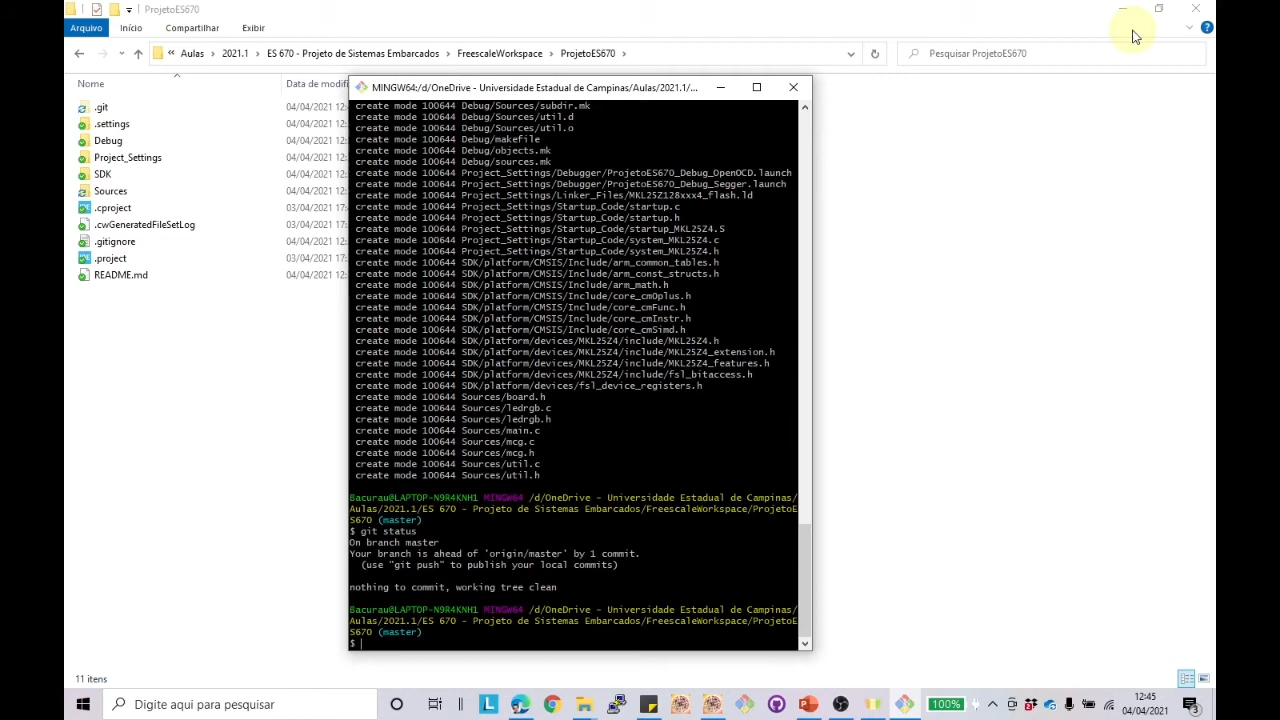 ProjetoES670
Arquivo
Início
Compartilhar
Exibir
« Aulas › 2021.1 › ES 670 - Projeto de Sistemas Embarcados › FreescaleWorkspace › ProjetoES670 ›
Pesquisar ProjetoES670
Nome
Data de modifi
.git
04/04/2021 12:
.settings
04/04/2021 12:
Debug
04/04/2021 12:
Project_Settings
04/04/2021 12:
SDK
04/04/2021 12:
Sources
04/04/2021 12:
.cproject
03/04/2021 17:
.cwGeneratedFileSetLog
03/04/2021 17:
.gitignore
04/04/2021 12:
.project
03/04/2021 17:
README.md
04/04/2021 12:
MINGW64:/d/OneDrive - Universidade Estadual de Campinas/Aulas/2021.1/...
create mode 100644 Debug/Sources/subdir.mk
create mode 100644 Debug/Sources/util.d
create mode 100644 Debug/Sources/util.o
create mode 100644 Debug/makefile
create mode 100644 Debug/objects.mk
create mode 100644 Debug/sources.mk
create mode 100644 Project_Settings/Debugger/ProjetoES670_Debug_OpenOCD.launch
create mode 100644 Project_Settings/Debugger/ProjetoES670_Debug_Segger.launch
create mode 100644 Project_Settings/Linker_Files/MKL25Z128xxx4_flash.ld
create mode 100644 Project_Settings/Startup_Code/startup.c
create mode 100644 Project_Settings/Startup_Code/startup.h
create mode 100644 Project_Settings/Startup_Code/startup_MKL25Z4.S
create mode 100644 Project_Settings/Startup_Code/system_MKL25Z4.c
create mode 100644 Project_Settings/Startup_Code/system_MKL25Z4.h
create mode 100644 SDK/platform/CMSIS/Include/arm_common_tables.h
create mode 100644 SDK/platform/CMSIS/Include/arm_const_structs.h
create mode 100644 SDK/platform/CMSIS/Include/arm_math.h
create mode 100644 SDK/platform/CMSIS/Include/core_cm0plus.h
create mode 100644 SDK/platform/CMSIS/Include/core_cmFunc.h
create mode 100644 SDK/platform/CMSIS/Include/core_cmInstr.h
create mode 100644 SDK/platform/CMSIS/Include/core_cmSimd.h
create mode 100644 SDK/platform/devices/MKL25Z4/include/MKL25Z4.h
create mode 100644 SDK/platform/devices/MKL25Z4/include/MKL25Z4_extension.h
create mode 100644 SDK/platform/devices/MKL25Z4/include/MKL25Z4_features.h
create mode 100644 SDK/platform/devices/MKL25Z4/include/fsl_bitaccess.h
create mode 100644 SDK/platform/devices/fsl_device_registers.h
create mode 100644 Sources/board.h
create mode 100644 Sources/ledrgb.c
create mode 100644 Sources/ledrgb.h
create mode 100644 Sources/main.c
create mode 100644 Sources/mcg.c
create mode 100644 Sources/mcg.h
create mode 100644 Sources/util.c
create mode 100644 Sources/util.h
Bacurau@LAPTOP-N9R4KNH1 MINGW64 /d/OneDrive - Universidade Estadual de Campinas/
Aulas/2021.1/ES 670 - Projeto de Sistemas Embarcados/FreescaleWorkspace/ProjetoE
S670 (master)
$ git status
On branch master
Your branch is ahead of 'origin/master' by 1 commit.
(use "git push" to publish your local commits)
nothing to commit, working tree clean
Bacurau@LAPTOP-N9R4KNH1 MINGW64 /d/OneDrive - Universidade Estadual de Campinas/
Aulas/2021.1/ES 670 - Projeto de Sistemas Embarcados/FreescaleWorkspace/ProjetoE
S670 (master)
$
11 itens
Digite aqui para pesquisar
100%
12:45
04/04/2021